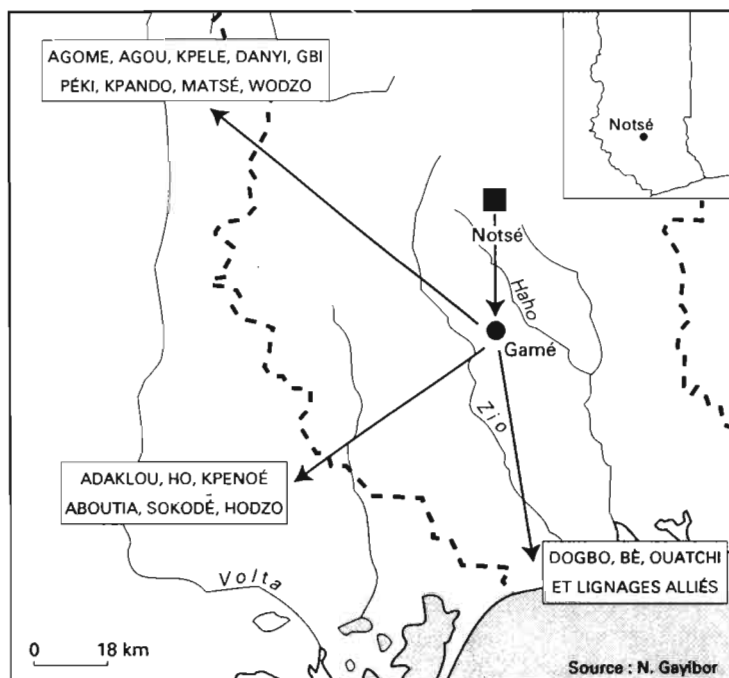 AGOME, AGOU, KPELE, DANYI, GBI
PÉKI, KPANDO, MATSÉ, WODZO
Notsé
Notsé
Haho
Gamé
Zio
ADAKLOU, HO, KPENOÉ
ABOUTIA, SOKODÉ, HODZO
DOGBO, BÈ, OUATCHI
ET LIGNAGES ALLIÉS
Volta
0 18 km
Source : N. Gayibor